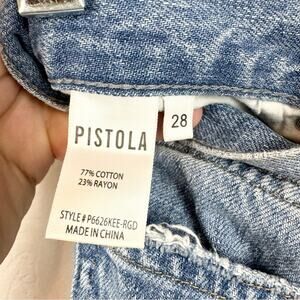 PISTOLA
28
77% COTTON
23% RAYON
STYLE# P6626KEE-RGD
MADE IN CHINA